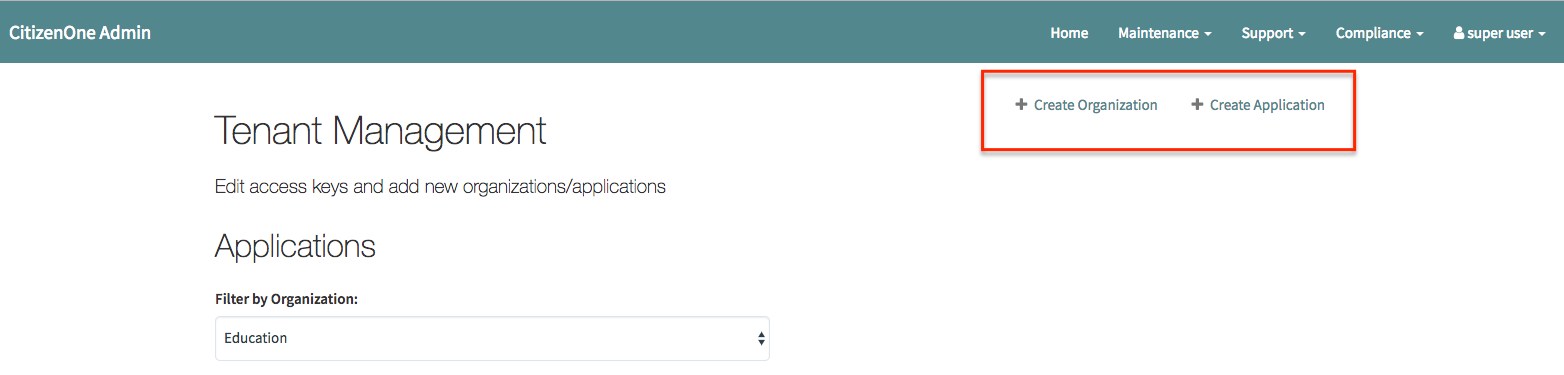 CitizenOne Admin Home Maintenance Support Compliance super user
Create Organization Create Application
Tenant Management
Edit access keys and add new organizations/applications
Applications
Filter by Organization:
Education